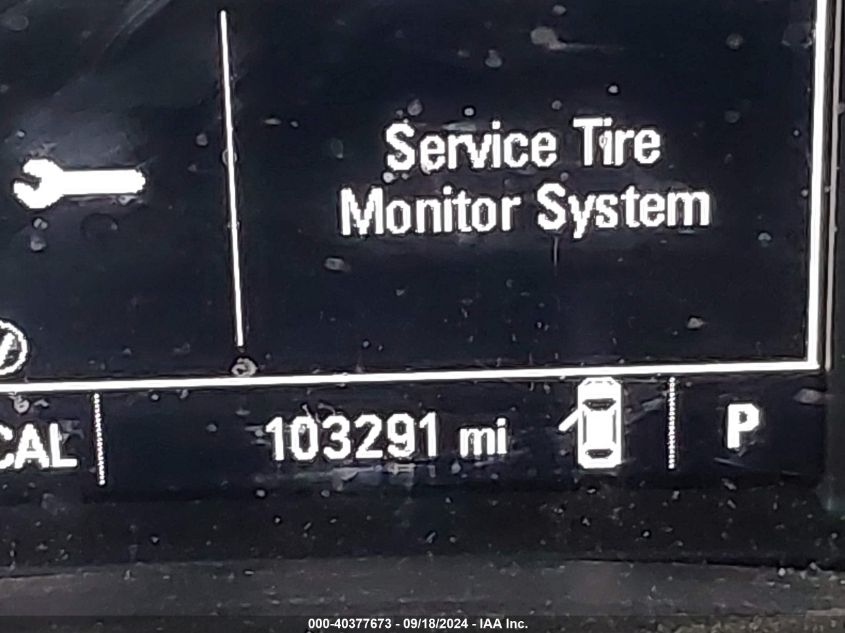 Service Tire
Monitor System
CAL
103291 mi
P
000-40377673 - 09/18/2024 - IAA Inc.